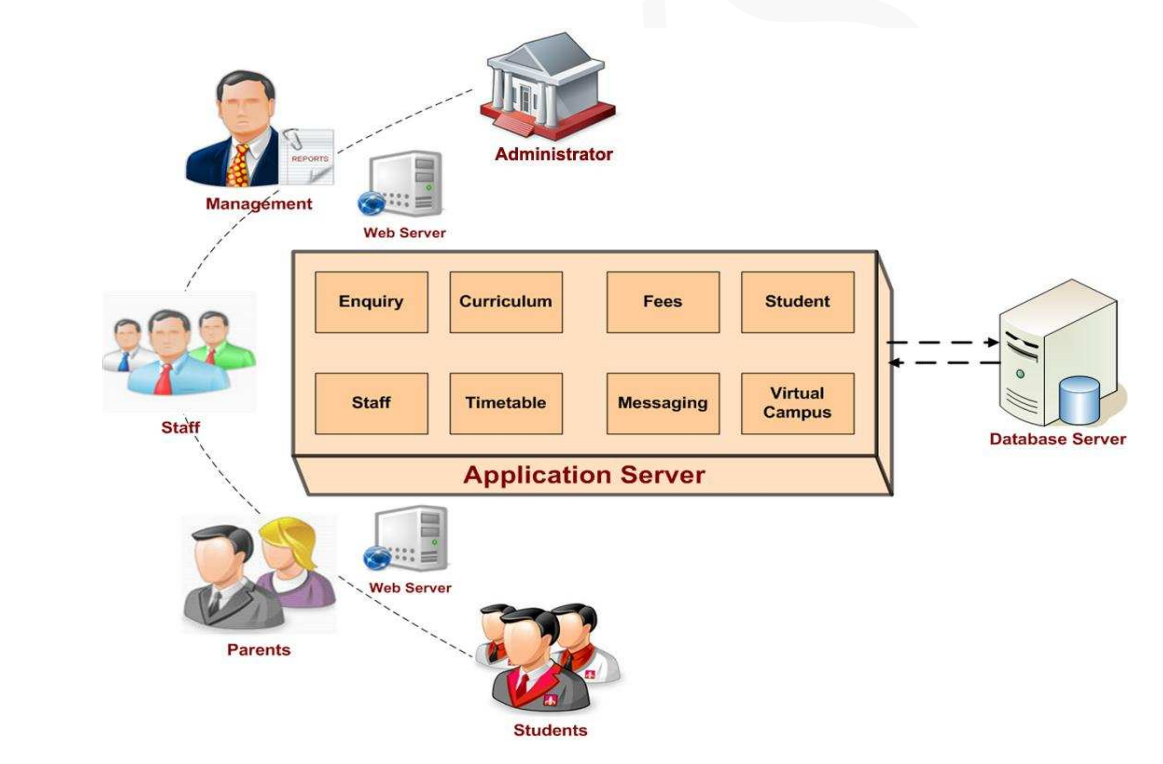 Administrator
REPORTS
Management
Web Server
Enquiry
Curriculum
Fees
Student
Staff
Timetable
Messaging
Virtual
Campus
Application Server
Database Server
Staff
Web Server
Parents
Students